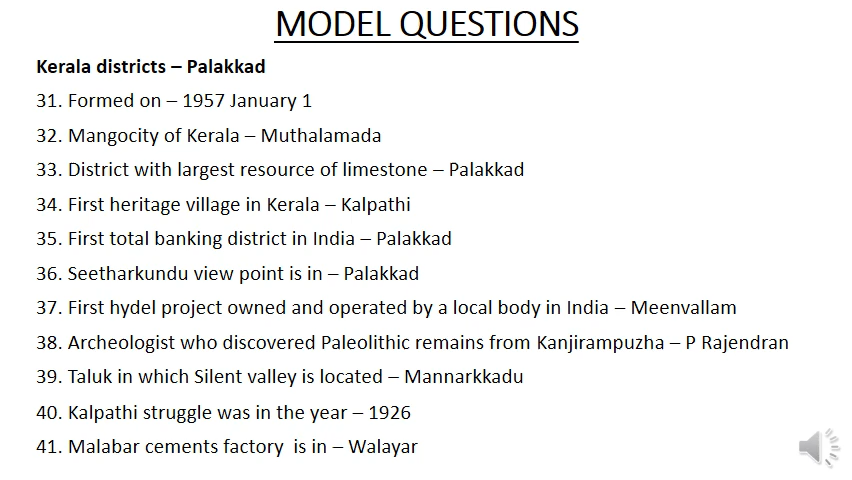 MODEL QUESTIONS
Kerala districts – Palakkad
31. Formed on – 1957 January 1
32. Mangocity of Kerala – Muthalamada
33. District with largest resource of limestone – Palakkad
34. First heritage village in Kerala – Kalpathi
35. First total banking district in India – Palakkad
36. Seetharkundu view point is in – Palakkad
37. First hydel project owned and operated by a local body in India – Meenvallam
38. Archeologist who discovered Paleolithic remains from Kanjirampuzha – P Rajendran
39. Taluk in which Silent valley is located – Mannarkkadu
40. Kalpathi struggle was in the year – 1926
41. Malabar cements factory  is in – Walayar